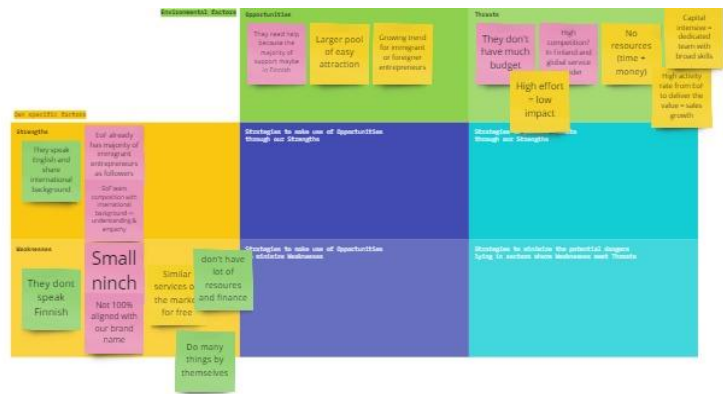 Environmental factors
Opportunities
Threats
They need help
because the
majority of
support maybe
in Finnish
Larger pool
of easy
attraction
Growing trend
for immigrant
or foreigner
entrepreneurs
They don't
have much
budget
High
competition?
In Finland and
global service
No
resources
(time +
money)
Capital
intensive =
dedicated
team with
broad skills
High effort
- low
impact
High activity
rate from EoF
to deliver the
value = sales
growth
specific factors
Strengths
They speak
English and
share
international
background
EoF already
has majority of
immigrant
entrepreneurs
as followers
EoF team
composition with
international
background =
understanding &
empathy
Strategies to make use of Opportunities
through our Strengths
Strategies
through our Strengths
Weaknesses
They dont
speak
Finnish
Small
ninch
Not 100%
aligned with
our brand
name
Similar
services
the marke
for free
don't have
lot of
resoures
and finance
Do many
things by
themselves
Strategies to make use of Opportunities
minimize Weaknesses
Strategies to minimize the potential dangers
lying in sectors where Weaknesses meet Threats